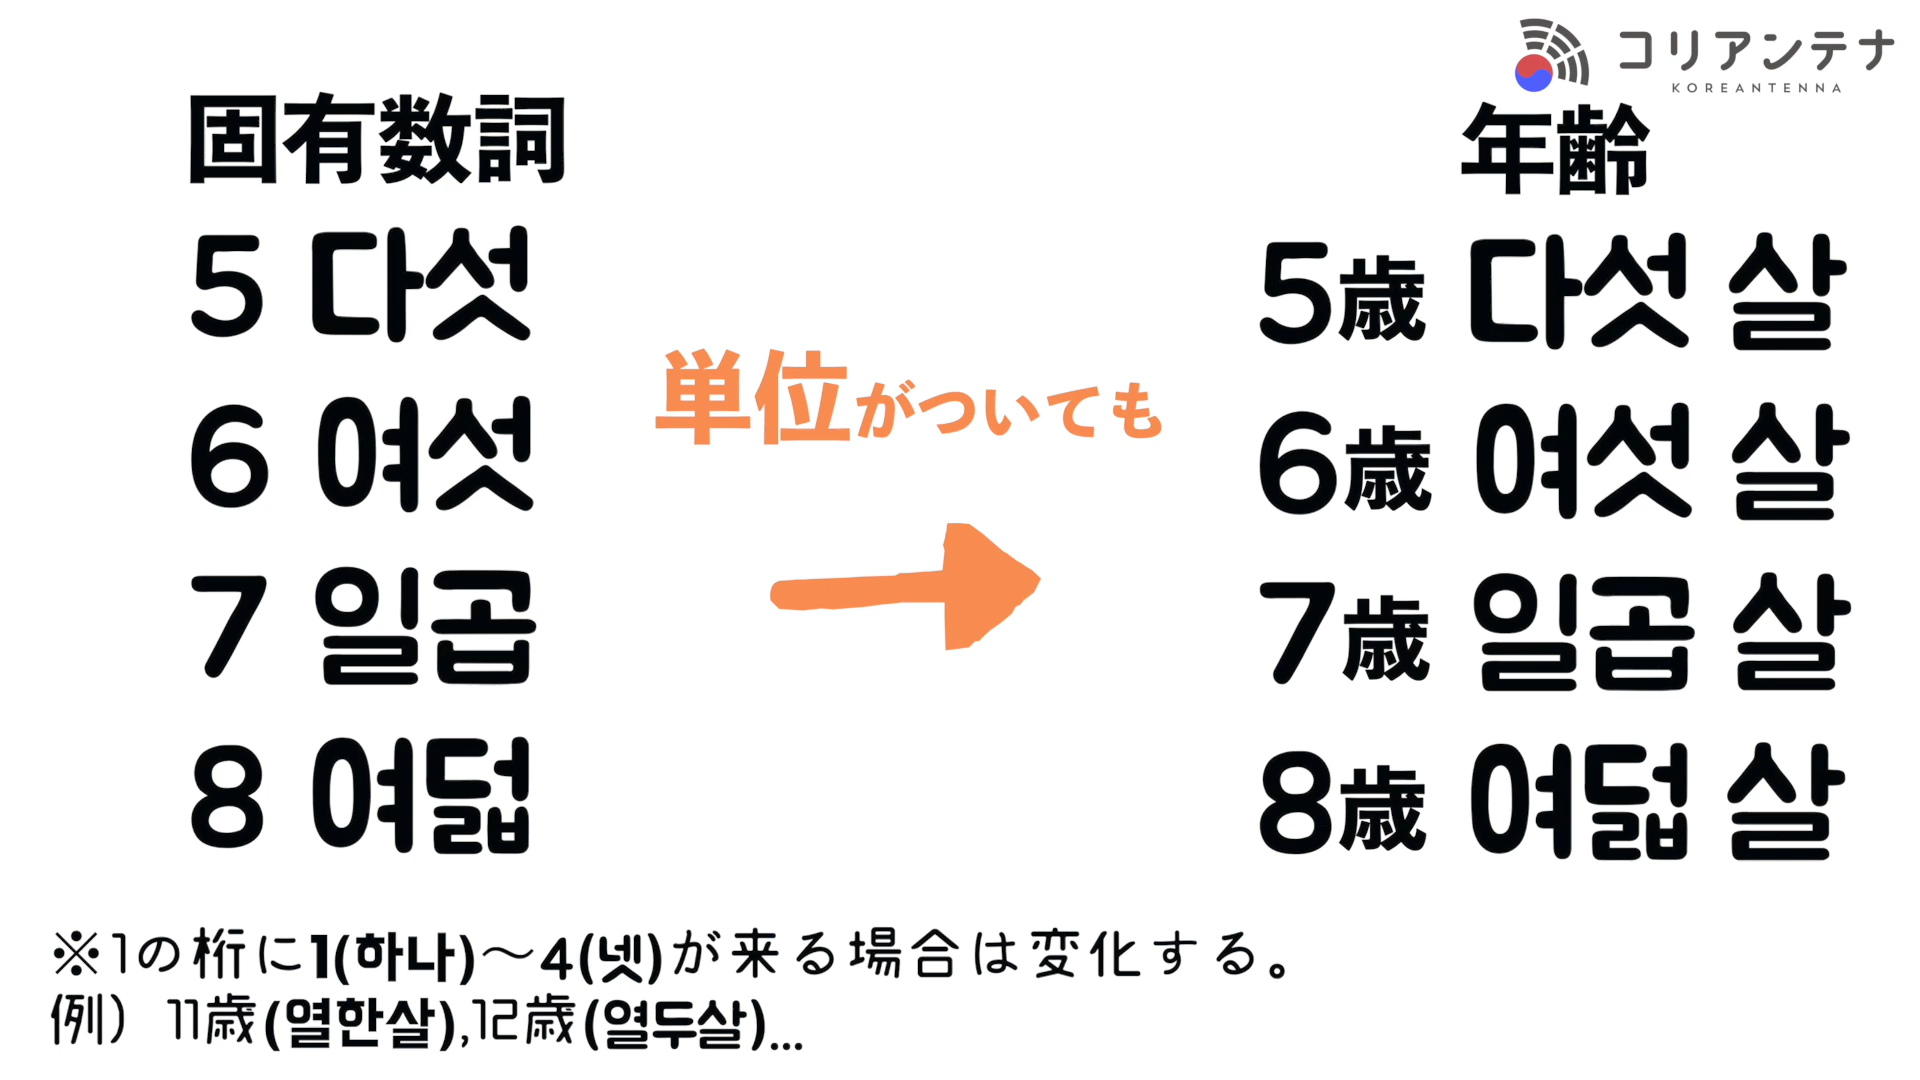 コリアンテナ
KOREANTENNA
固有数詞
5 다섯
6 여섯
7 일곱
8 여덟
単位がついても
年齢
5歳 다섯 살
6歳 여섯 살
7歳 일곱 살
8歳 여덟 살
※1の桁に1(하나)～4(넷)が来る場合は変化する。
例）11歳(열한살),12歳(열두살)...